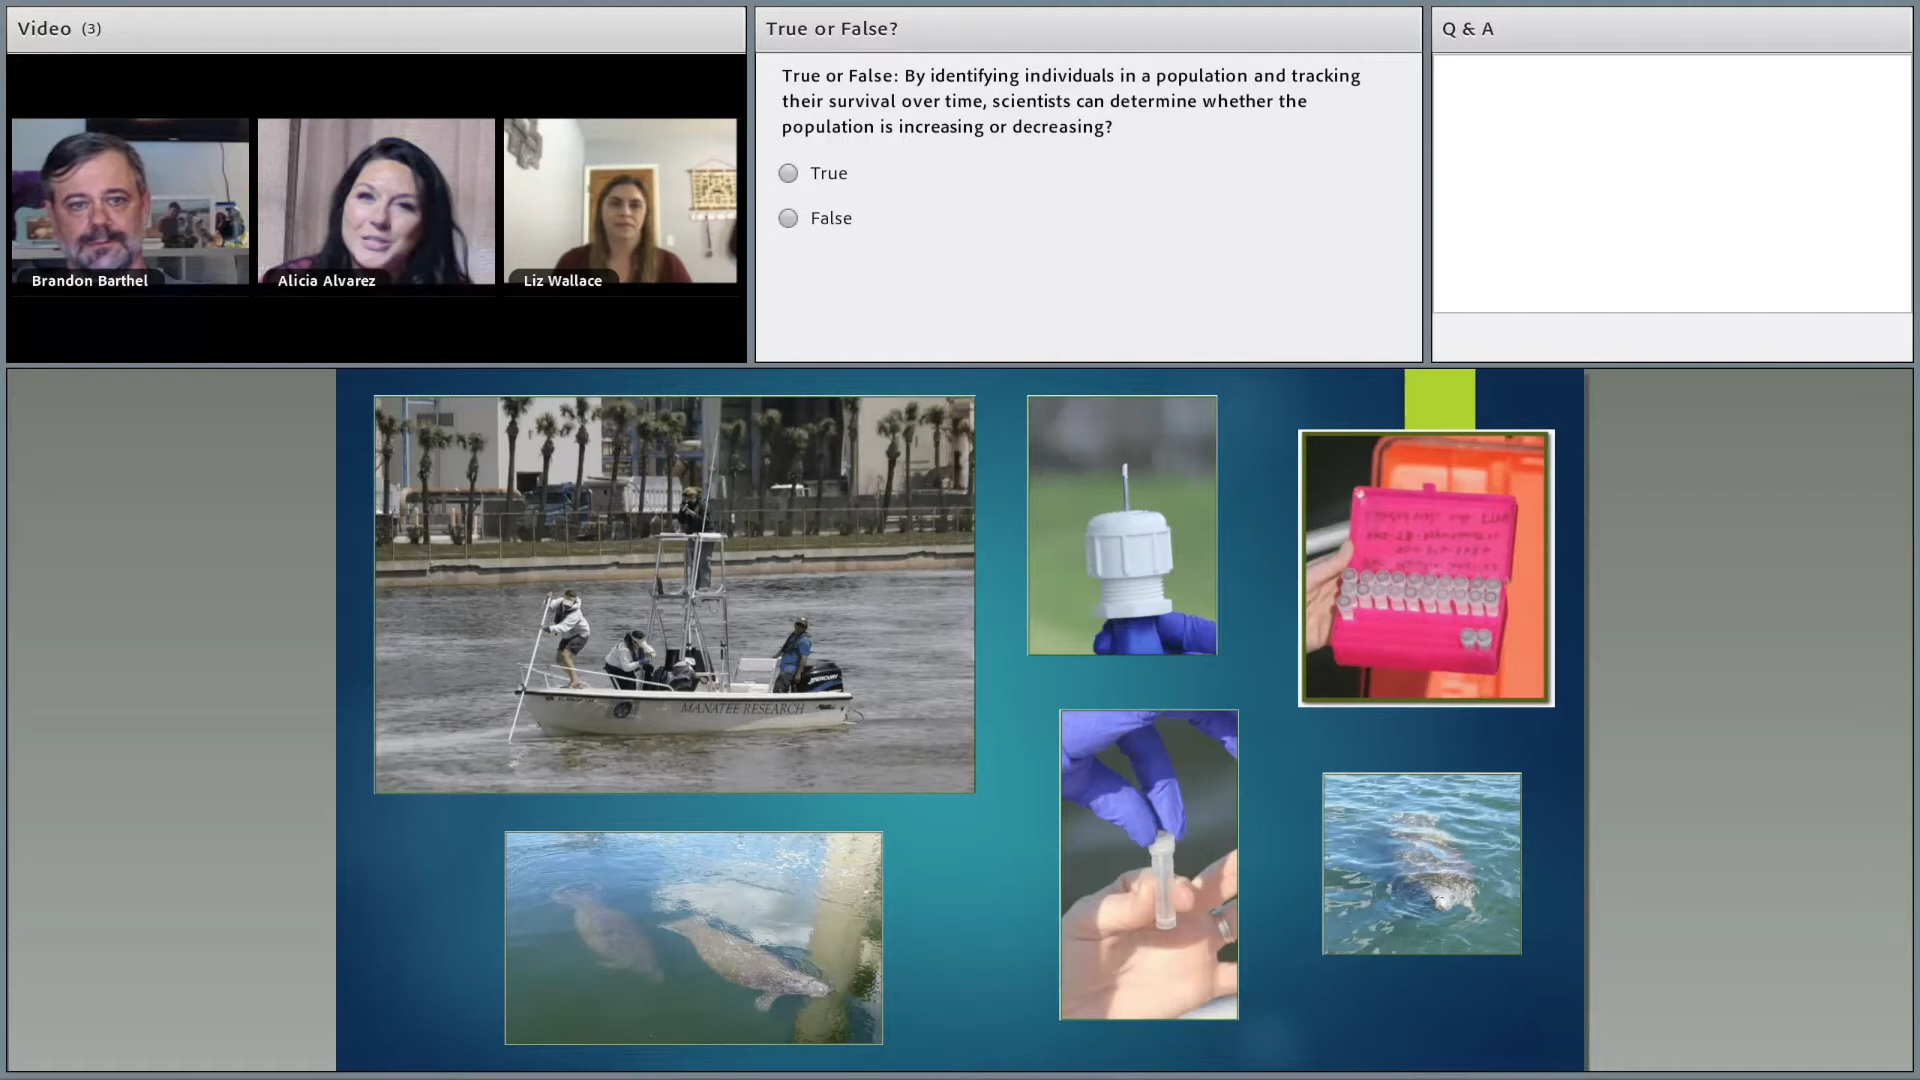 Video (3)
Brandon Barthel
Alicia Alvarez
Liz Wallace
True or False?
True or False: By identifying individuals in a population and tracking
their survival over time, scientists can determine whether the
population is increasing or decreasing?
True
False
Q & A
MANATEE RESEARCH
MERCURY